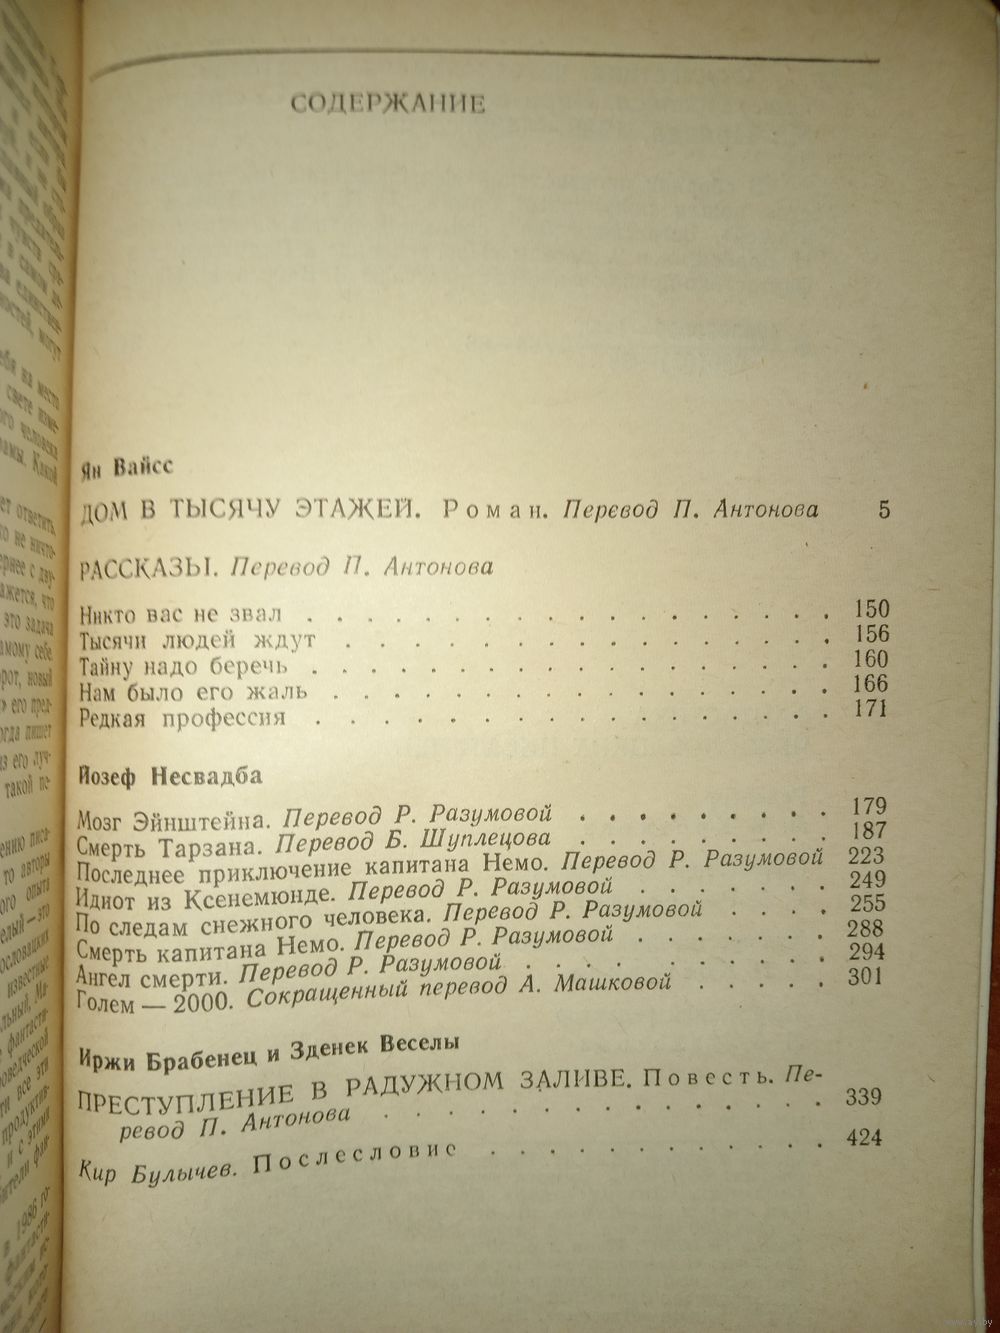 СОДЕРЖАНИЕ
Ян Вайсс
ДОМ В ТЫСЯЧУ ЭТАЖЕЙ. Роман. Перевод П. Антонова 5
РАССКАЗЫ. Перевод П. Антонова
Никто вас не звал . . . . . . . . . . . . . . . . . . 150
Тысячи людей ждут . . . . . . . . . . . . . . . . . 156
Тайну надо беречь . . . . . . . . . . . . . . . . . . 160
Нам было его жаль . . . . . . . . . . . . . . . . . 166
Редкая профессия . . . . . . . . . . . . . . . . . . 171
Йозеф Несвадба
Мозг Эйнштейна. Перевод Р. Разумовой . . . . . . . . 179
Смерть Тарзана. Перевод Б. Шуплецова . . . . . . . . 187
Последнее приключение капитана Немо. Перевод Р. Разумовой 223
Идиот из Ксенемюнде. Перевод Р. Разумовой . . . . . . 249
По следам снежного человека. Перевод Р. Разумовой . . . . 255
Смерть капитана Немо. Перевод Р. Разумовой . . . . . . 288
Ангел смерти. Перевод Р. Разумовой . . . . . . . . . 294
Голем — 2000. Сокращенный перевод А. Машковой . . . . . 301
Иржи Брабенец и Зденек Веселы
ПРЕСТУПЛЕНИЕ В РАДУЖНОМ ЗАЛИВЕ. Повесть. Пе-
ревод П. Антонова . . . . . . . . . . . . . . . . 339
Кир Булычев. Послесловие . . . . . . . . . . . . 424
www.ay.by